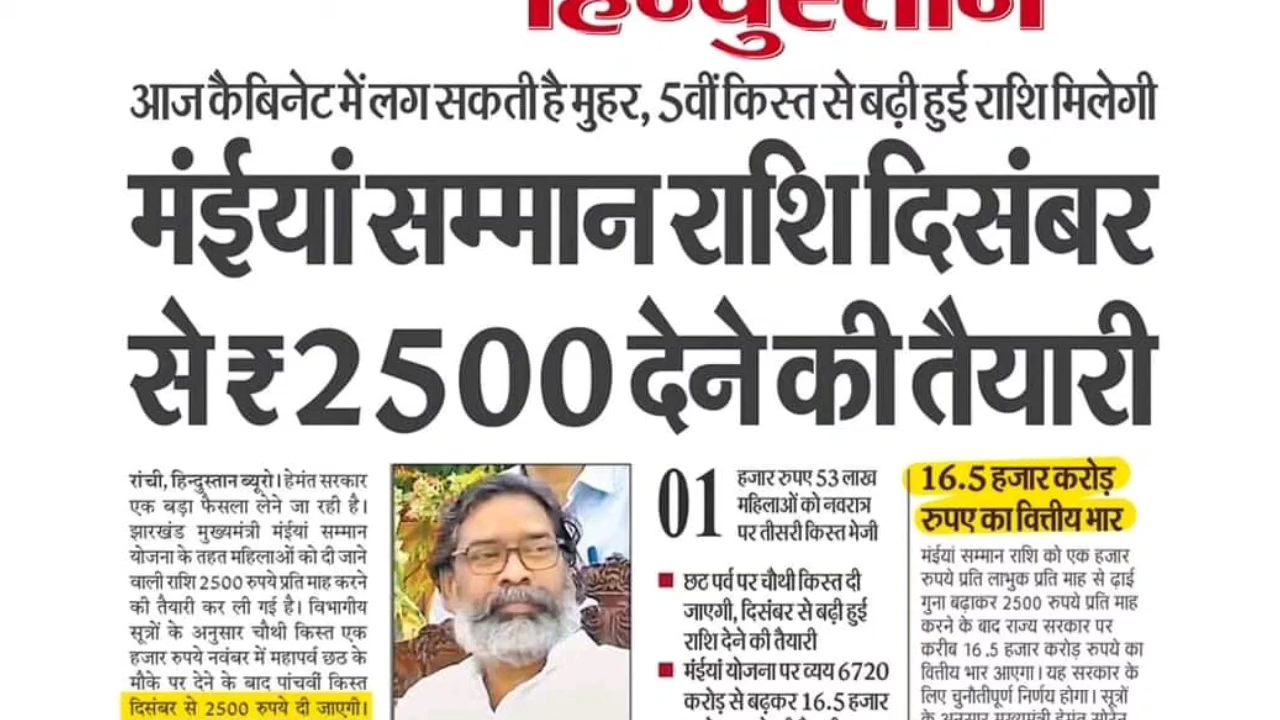 हिन्दुस्तान
आज कैबिनेट में लग सकती है मुहर, 5वीं किस्त से बढ़ी हुई राशि मिलेगी
मंईयां सम्मान राशि दिसंबर
से ₹2500 देने की तैयारी
रांची, हिन्दुस्तान ब्यूरो। हेमंत सरकार
एक बड़ा फैसला लेने जा रही है।
झारखंड मुख्यमंत्री मंईयां सम्मान
योजना के तहत महिलाओं को दी जाने
वाली राशि 2500 रुपये प्रति माह करने
की तैयारी कर ली गई है। विभागीय
सूत्रों के अनुसार चौथी किस्त एक
हजार रुपये नवंबर में महापर्व छठ के
मौके पर देने के बाद पांचवीं किस्त
दिसंबर से 2500 रुपये दी जाएगी।
01
हजार रुपए 53 लाख
महिलाओं को नवरात्र
पर तीसरी किस्त भेजी
छठ पर्व पर चौथी किस्त दी
जाएगी, दिसंबर से बढ़ी हुई
राशि देने की तैयारी
मंईयां योजना पर व्यय 6720
करोड़ से बढ़कर 16.5 हजार
16.5 हजार करोड़
रुपए का वित्तीय भार
मंईयां सम्मान राशि को एक हजार
रुपये प्रति लाभुक प्रति माह से ढ़ाई
गुना बढ़ाकर 2500 रुपये प्रति माह
करने के बाद राज्य सरकार पर
करीब 16.5 हजार करोड़ रुपये का
वित्तीय भार आएगा। यह सरकार के
लिए चुनौतीपूर्ण निर्णय होगा। सूत्रों
के अनुसार मुख्यमंत्री हेमंत सोरेन